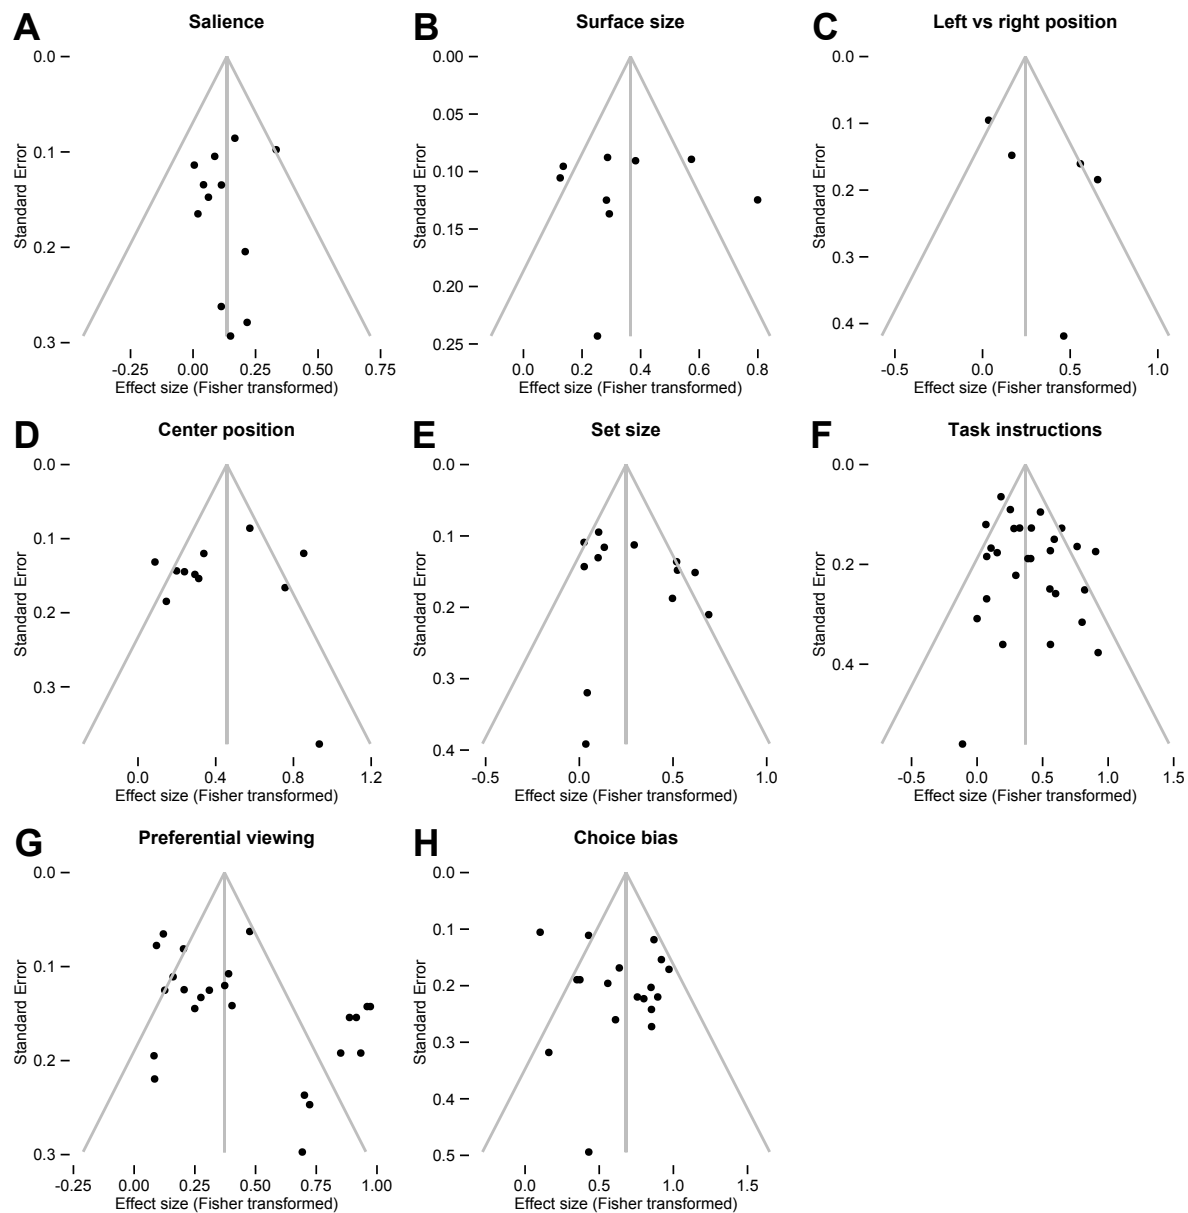 A
Salience
0.0
0.1
0.2
0.3
Standard Error
-0.25 0.00 0.25 0.50 0.75
Effect size (Fisher transformed)
B
Surface size
0.00
0.05
0.10
0.15
0.20
0.25
Standard Error
0.0 0.2 0.4 0.6 0.8
Effect size (Fisher transformed)
C
Left vs right position
0.0
0.1
0.2
0.3
0.4
Standard Error
-0.5 0.0 0.5 1.0
Effect size (Fisher transformed)
D
Center position
0.0
0.1
0.2
0.3
Standard Error
0.0 0.4 0.8 1.2
Effect size (Fisher transformed)
E
Set size
0.0
0.1
0.2
0.3
0.4
Standard Error
-0.5 0.0 0.5 1.0
Effect size (Fisher transformed)
F
Task instructions
0.0
0.2
0.4
Standard Error
-0.5 0.0 0.5 1.0 1.5
Effect size (Fisher transformed)
G
Preferential viewing
0.0
0.1
0.2
0.3
Standard Error
-0.25 0.00 0.25 0.50 0.75 1.00
Effect size (Fisher transformed)
H
Choice bias
0.0
0.1
0.2
0.3
0.4
0.5
Standard Error
0.0 0.5 1.0 1.5
Effect size (Fisher transformed)